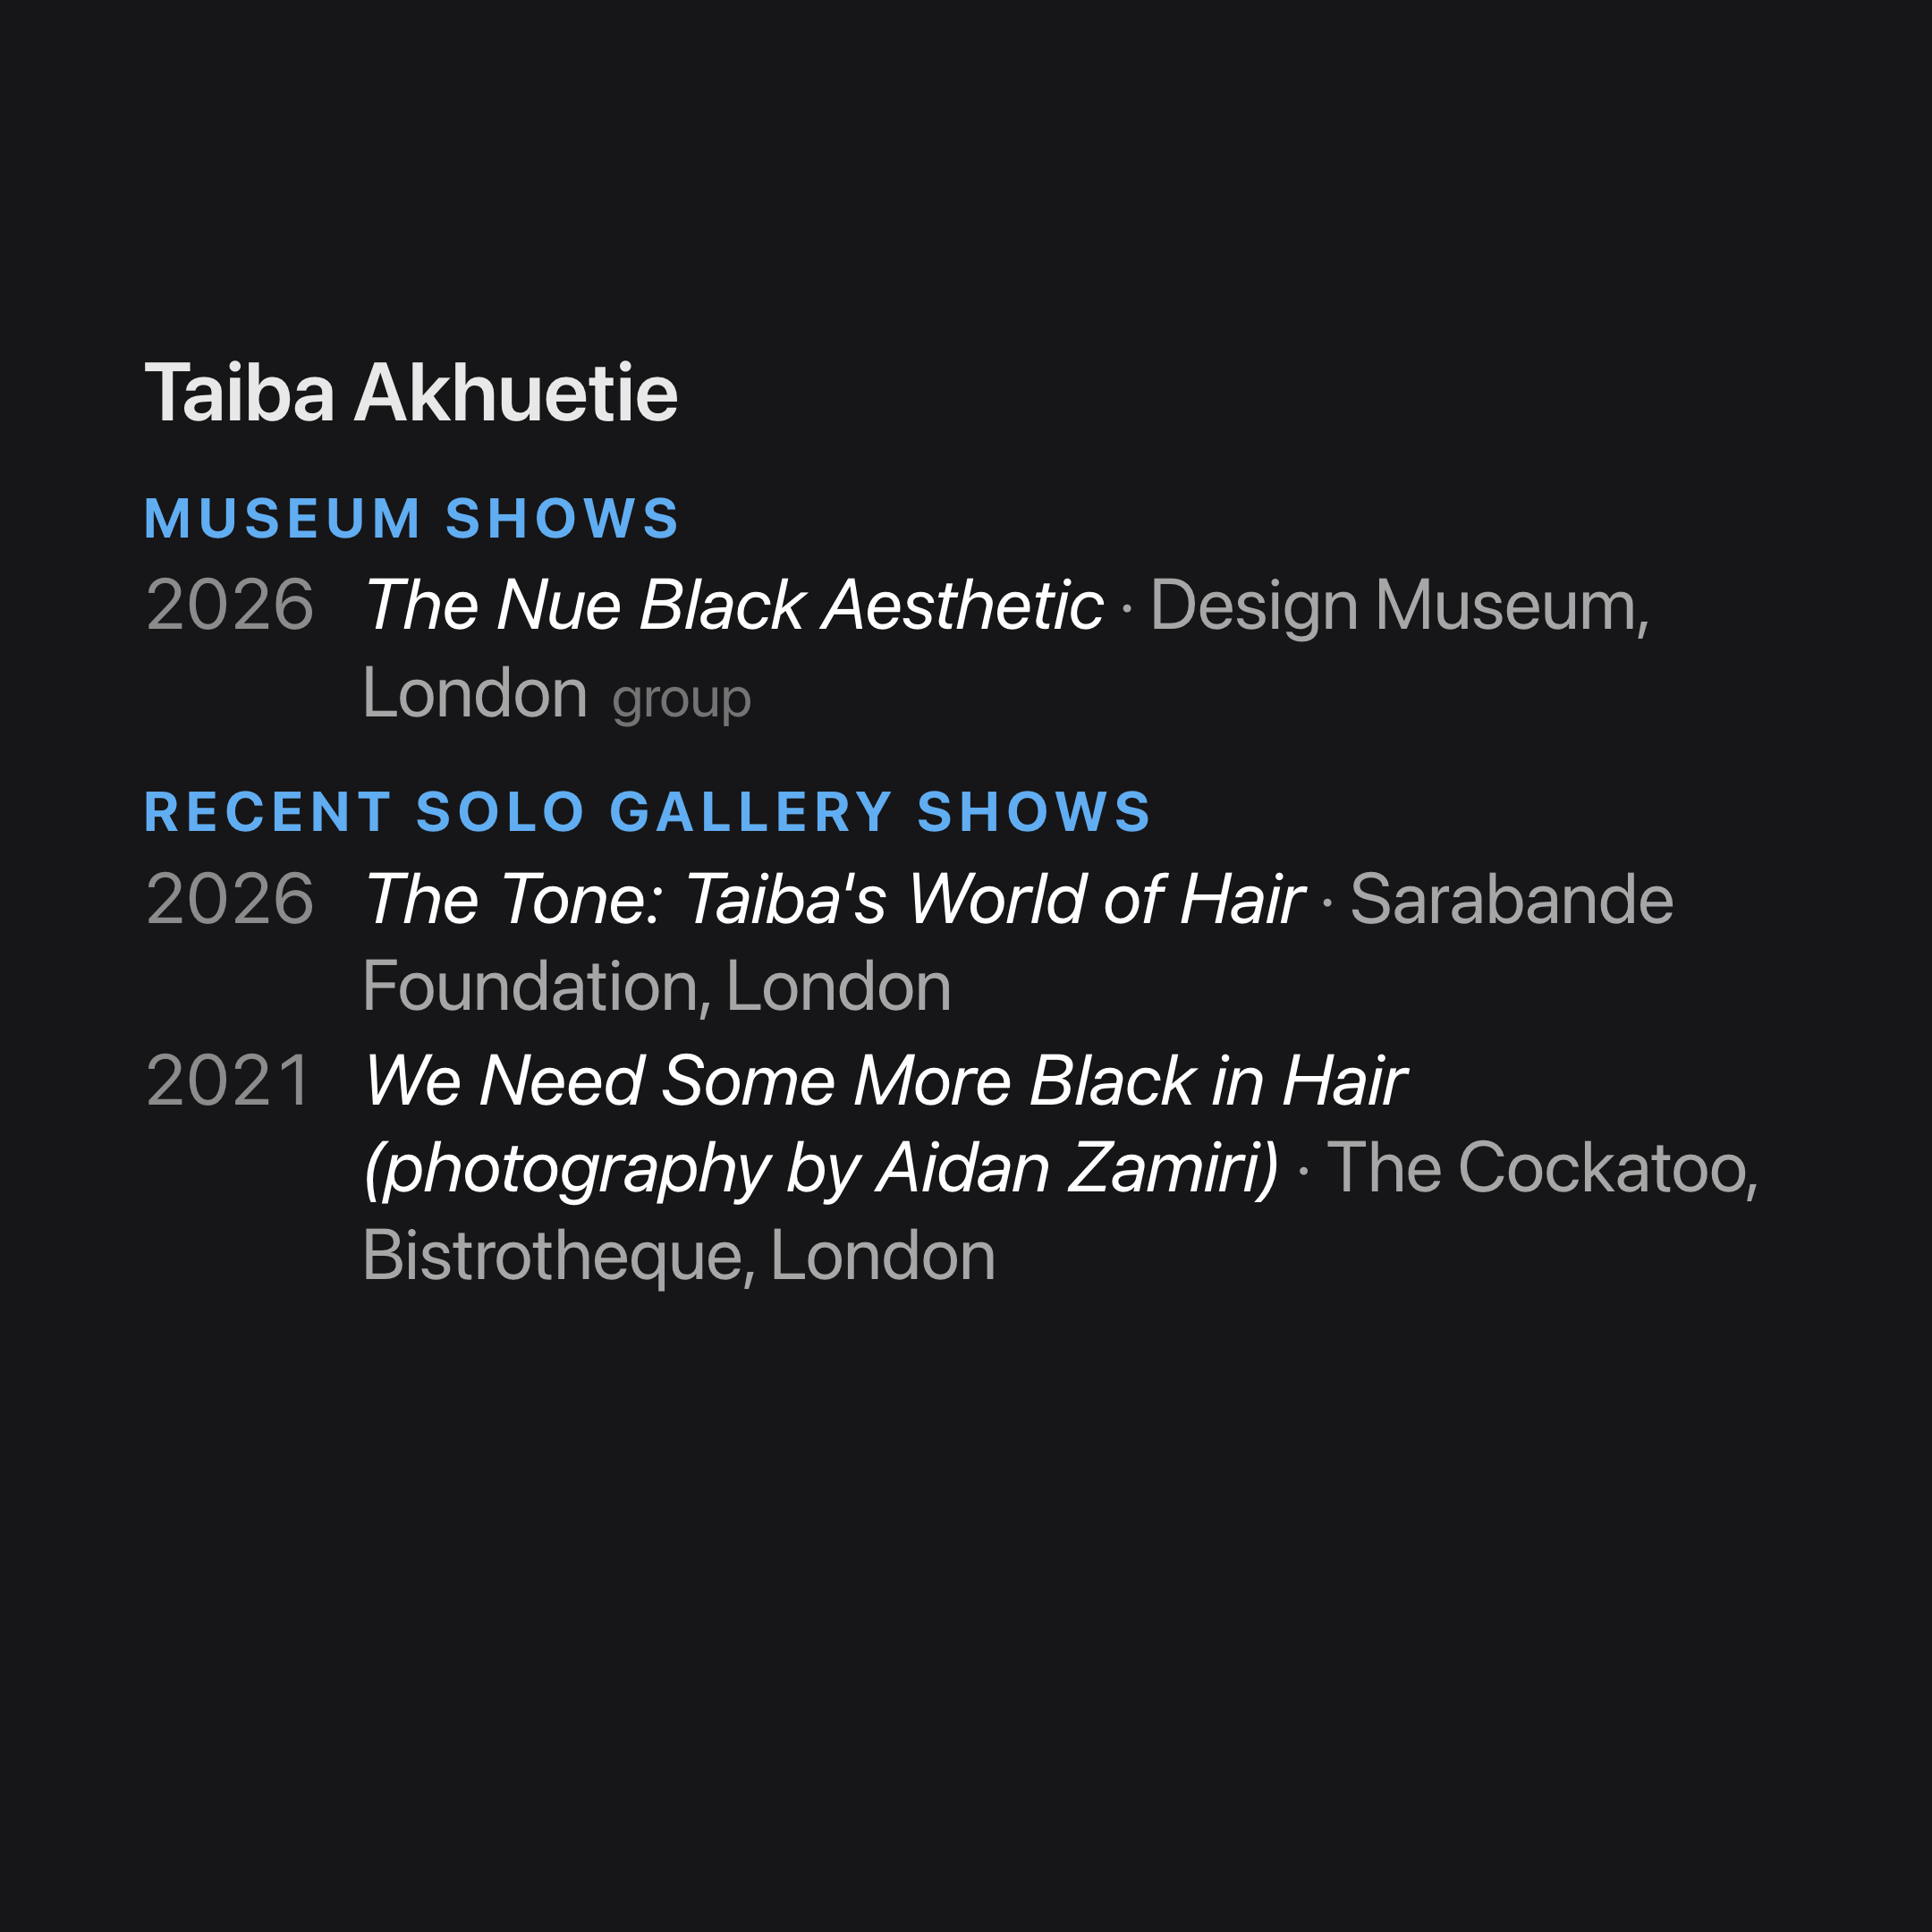 Taiba Akhuetie
MUSEUM SHOWS
2026 The Nue Black Aesthetic · Design Museum,
London group
RECENT SOLO GALLERY SHOWS
2026 The Tone: Taiba's World of Hair · Sarabande
Foundation, London
2021 We Need Some More Black in Hair
(photography by Aidan Zamiri) · The Cockatoo,
Bistrotheque, London